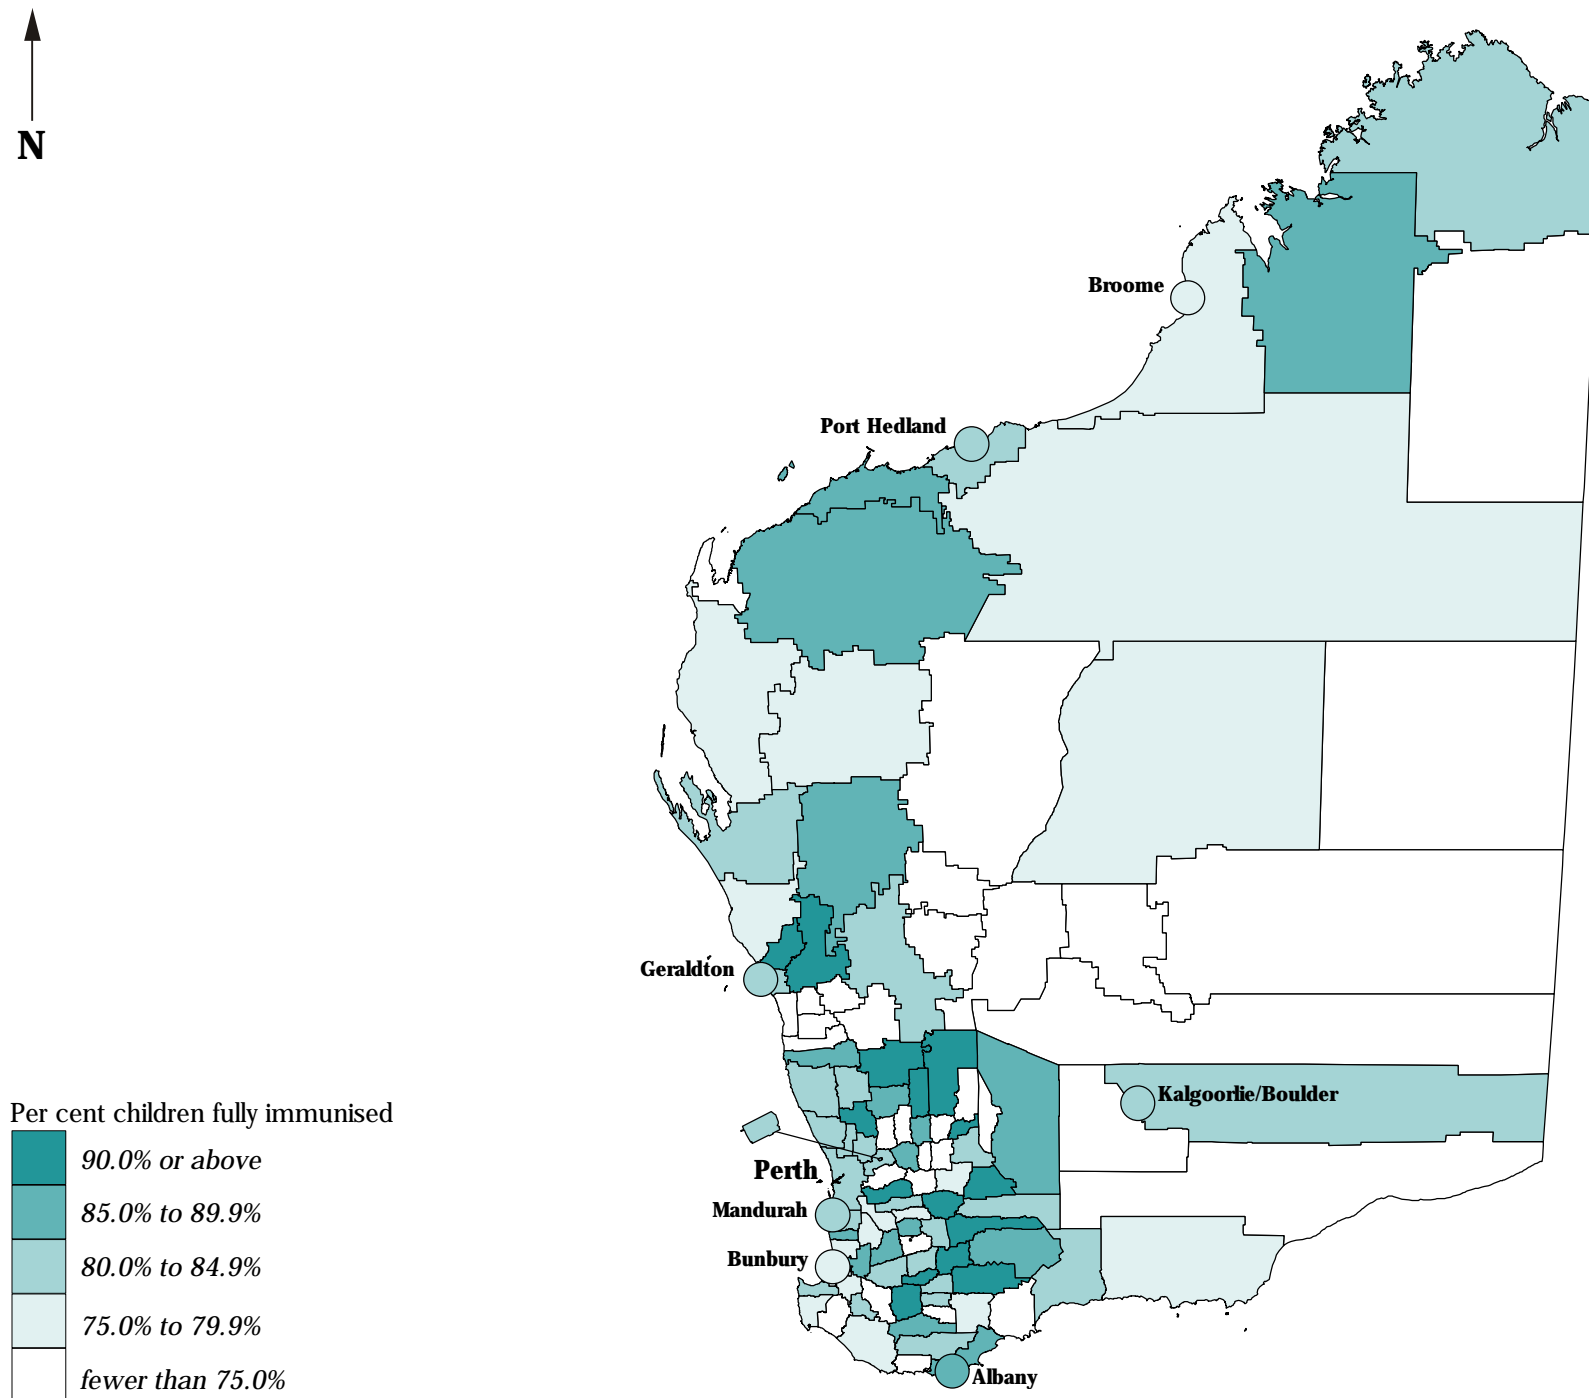 N
Broome
Port Hedland
Geraldton
Kalgoorlie/Boulder
Per cent children fully immunised
90.0% or above
85.0% to 89.9%
80.0% to 84.9%
75.0% to 79.9%
fewer than 75.0%
Perth
Mandurah
Bunbury
Albany